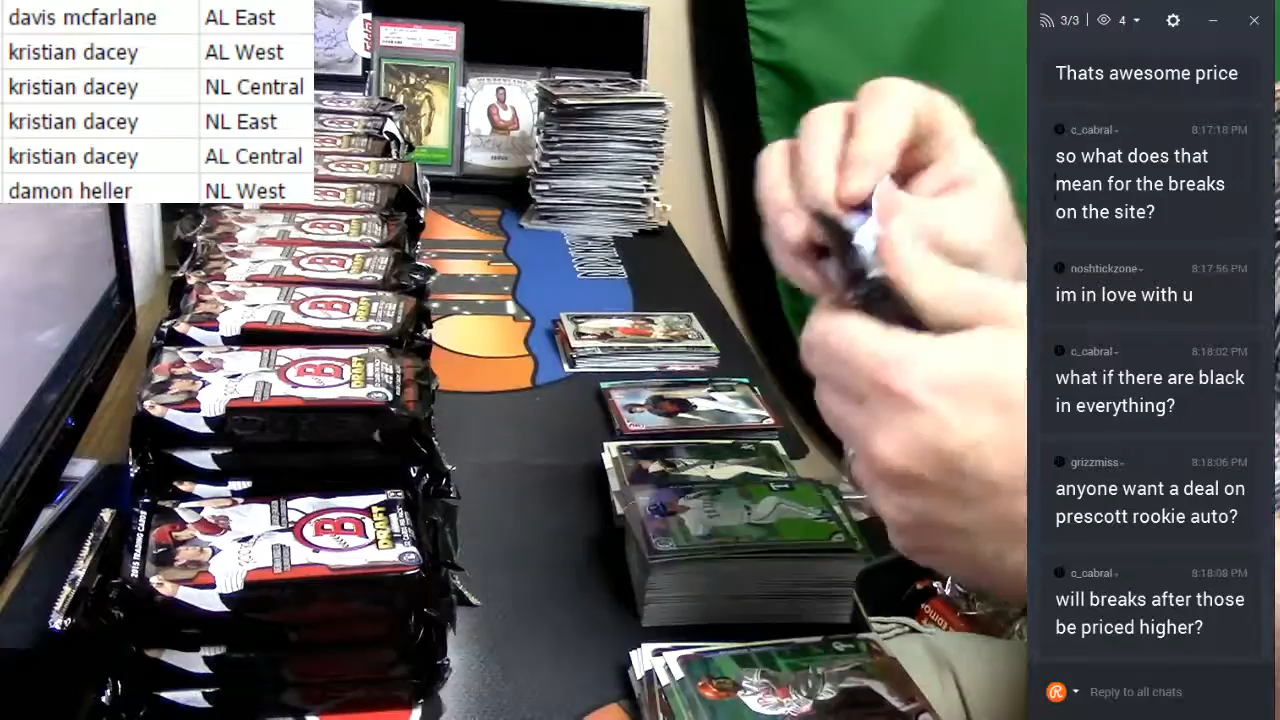 davis mcfarlane AL East
kristian dacey AL West
kristian dacey NL Central
kristian dacey NL East
kristian dacey AL Central
damon heller NL West
3/3 4
Thats awesome price
c_cabral 8:17:18 PM
so what does that
mean for the breaks
on the site?
noshtickzone 8:17:56 PM
im in love with u
c_cabral 8:18:02 PM
what if there are black
in everything?
grizzmiss 8:18:06 PM
anyone want a deal on
prescott rookie auto?
c_cabral 8:18:08 PM
will breaks after those
be priced higher?
Reply to all chats
B
DRAFT
B
DRAFT
B
DRAFT
2015 TRADING CARDS